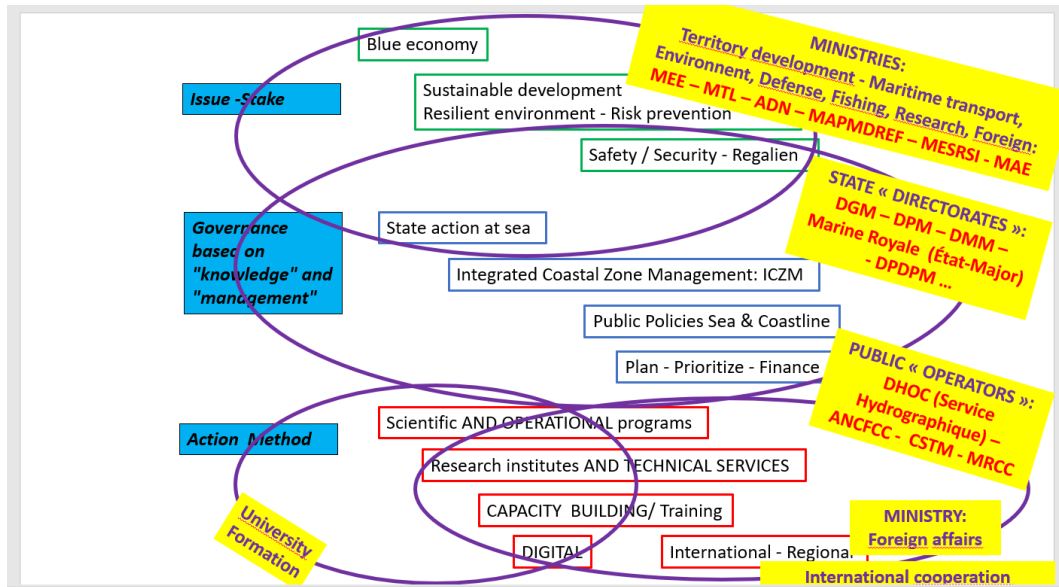 Blue economy
Issue -Stake
Sustainable development
Resilient environment - Risk prevention
Safety / Security - Regalien
MINISTRIES:
Territory development - Maritime transport,
Environment, Defense, Fishing, Research, Foreign:
MEE – MTL – ADN – MAPMDREF – MESRSI - MAE
Governance
based on
"knowledge" and
"management"
State action at sea
Integrated Coastal Zone Management: ICZM
Public Policies Sea & Coastline
Plan - Prioritize - Finance
STATE « DIRECTORATES »:
DGM – DPM – DMM –
Marine Royale (État-Major)
- DPDPM ...
Action Method
Scientific AND OPERATIONAL programs
Research institutes AND TECHNICAL SERVICES
CAPACITY BUILDING/ Training
DIGITAL
International - Regional
PUBLIC « OPERATORS »:
DHOC (Service
Hydrographique) –
ANCFCC - CSTM - MRCC
University
Formation
MINISTRY:
Foreign affairs
International cooperation